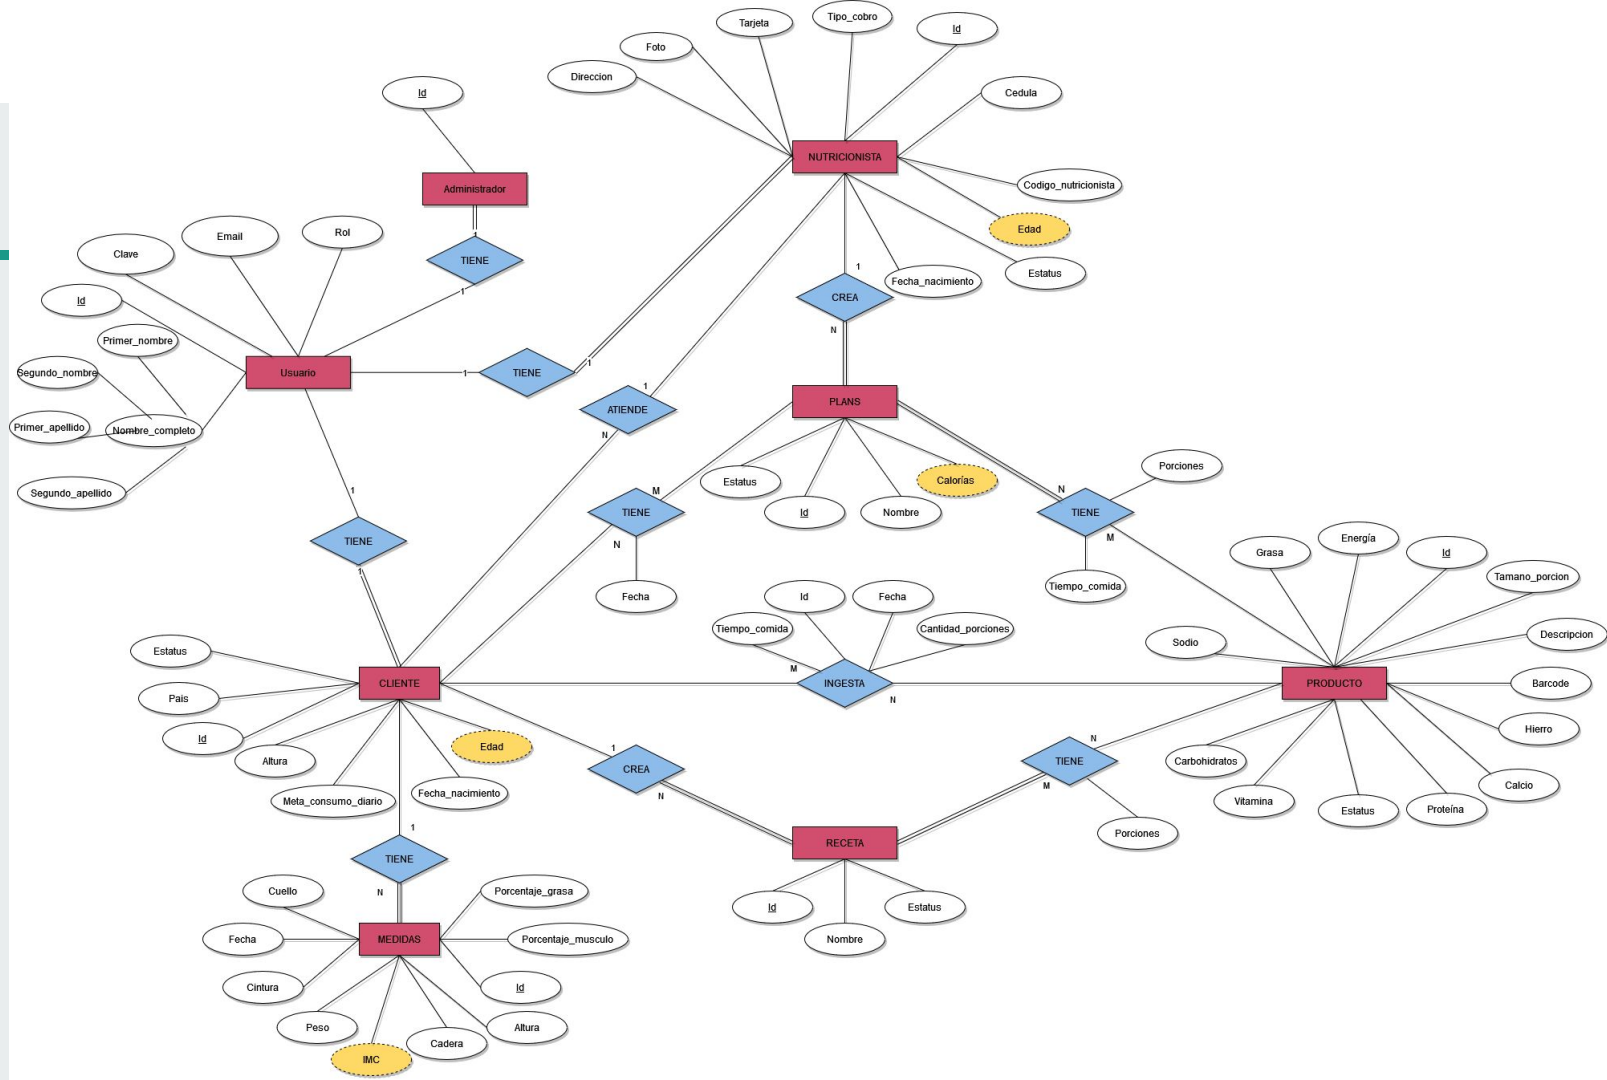 Tipo_cobro
Tarjeta
Id
Foto
Direccion
Cedula
Id
NUTRICIONISTA
Administrador
Codigo_nutricionista
Edad
Rol
Email
Clave
1
TIENE
1
Estatus
1
Fecha_nacimiento
CREA
N
Id
Primer_nombre
Segundo_nombre
Usuario
1
TIENE
1
1
ATIENDE
N
PLANS
Primer_apellido
Nombre_completo
Segundo_apellido
Porciones
Estatus
Id
Nombre
Calorías
1
TIENE
1
M
TIENE
N
Fecha
N
TIENE
M
Tiempo_comida
Grasa
Energía
Id
Tamano_porcion
Descripcion
Sodio
Id
Fecha
Tiempo_comida
Cantidad_porciones
M
INGESTA
N
Estatus
Pais
Id
CLIENTE
PRODUCTO
Barcode
Hierro
Calcio
Altura
Edad
Meta_consumo_diario
Fecha_nacimiento
1
CREA
N
N
TIENE
M
Porciones
Carbohidratos
Vitamina
Estatus
Proteína
1
TIENE
N
RECETA
Id
Nombre
Estatus
Cuello
Porcentaje_grasa
Fecha
MEDIDAS
Porcentaje_musculo
Cintura
Id
Peso
Altura
Cadera
IMC